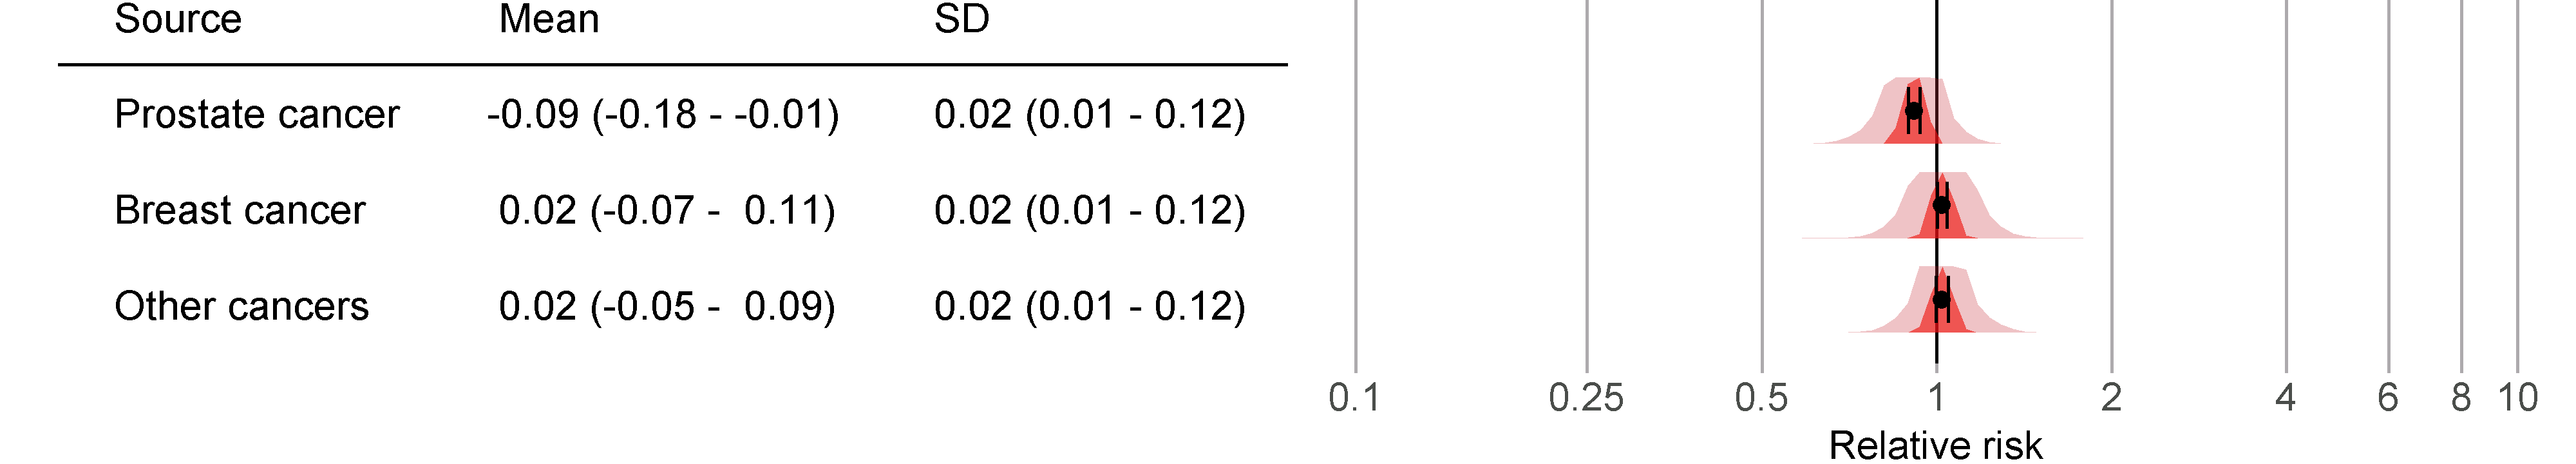 Source Mean SD
Prostate cancer -0.09 (-0.18 - -0.01) 0.02 (0.01 - 0.12)
Breast cancer 0.02 (-0.07 - 0.11) 0.02 (0.01 - 0.12)
Other cancers 0.02 (-0.05 - 0.09) 0.02 (0.01 - 0.12)
0.1 0.25 0.5 1 2 4 6 8 10
Relative risk